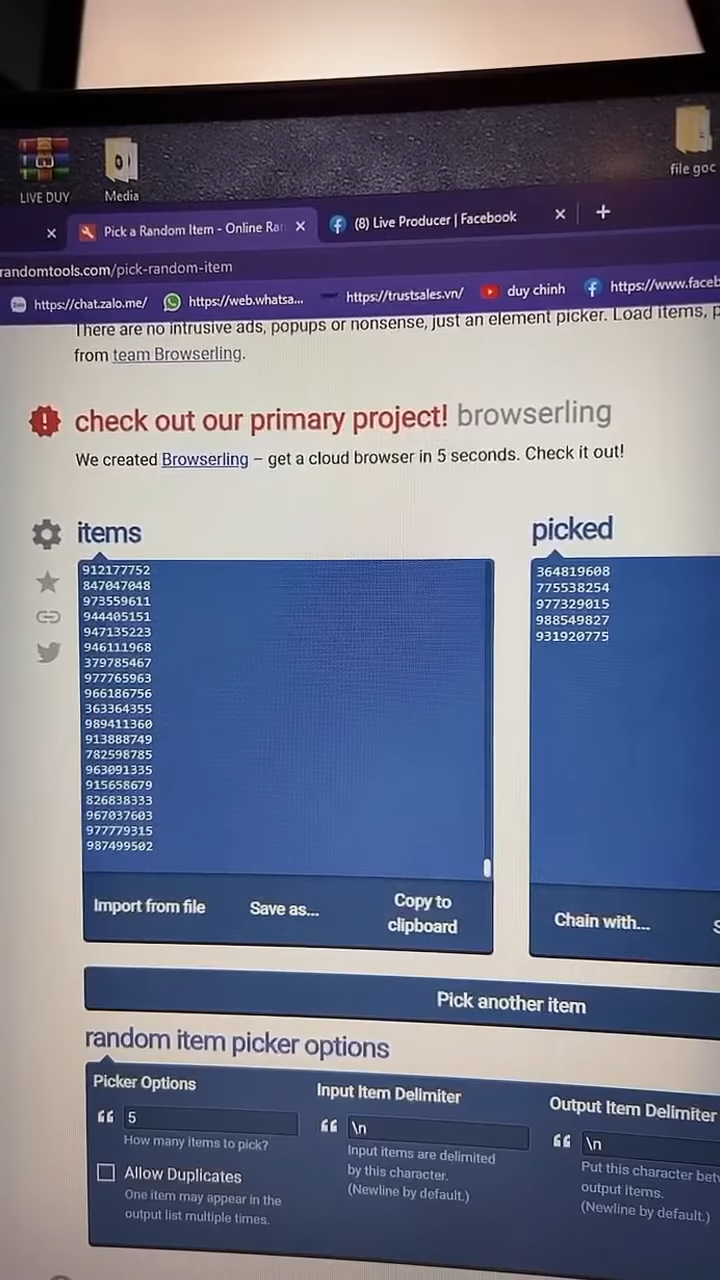 LIVE DUY
Media
file goc
Pick a Random Item - Online Ran
(8) Live Producer | Facebook
randomtools.com/pick-random-item
https://chat.zalo.me/
https://web.whatsa...
https://trustsales.vn/
duy chinh
https://www.faceb
There are no intrusive ads, popups or nonsense, just an element picker. Load items, p
from team Browserling.
check out our primary project! browserling
We created Browserling – get a cloud browser in 5 seconds. Check it out!
items
912177752
847047048
973559611
944405151
947135223
946111968
379785467
977765963
966186756
363364355
989411360
913888749
782598785
963091335
915658679
826838333
967037603
977779315
987499502
Import from file
Save as...
Copy to
clipboard
picked
364819608
775538254
977329015
988549827
931920775
Chain with...
S
Pick another item
random item picker options
Picker Options
5
How many items to pick?
Allow Duplicates
One item may appear in the
output list multiple times.
Input Item Delimiter
\n
Input items are delimited
by this character.
(Newline by default.)
Output Item Delimiter
\n
Put this character bet
output items.
(Newline by default.)